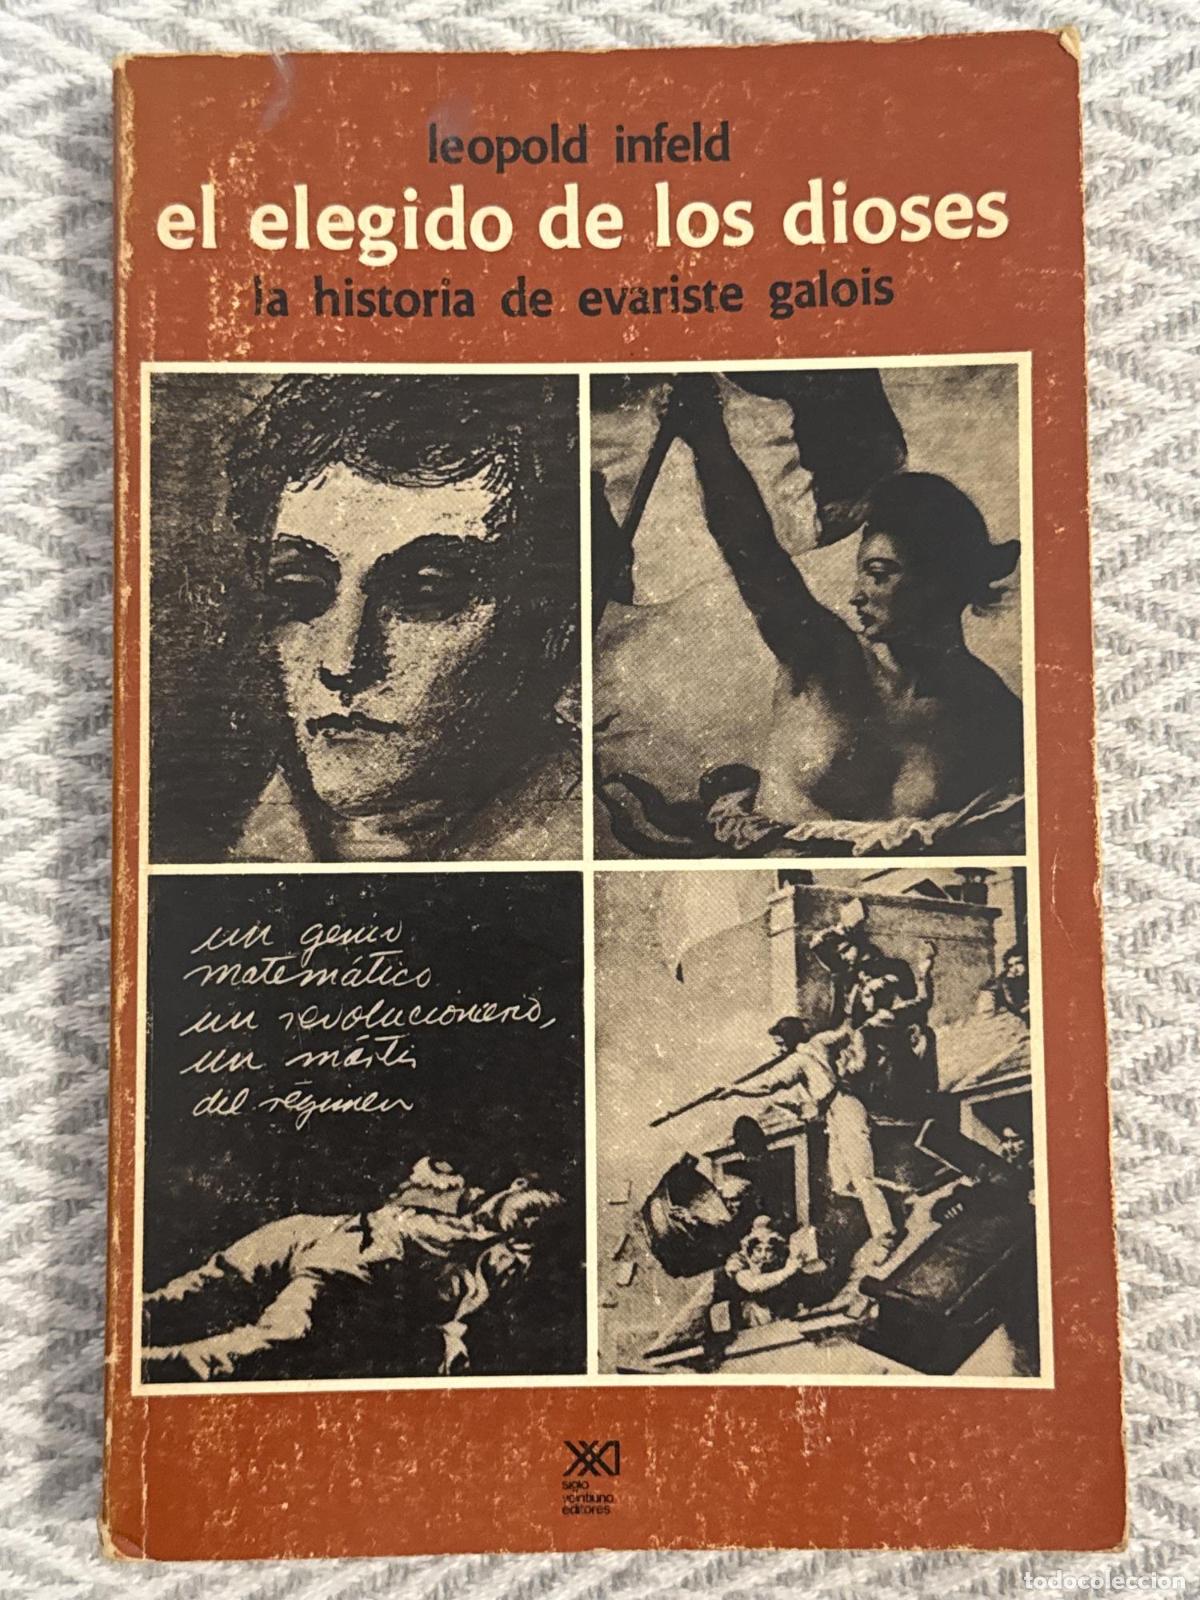 leopold infeld
el elegido de los dioses
la historia de evariste galois
un genio
matemático
un revolucionario,
un mártir
del régimen
siglo
veintiuno
editores
todocoleccion